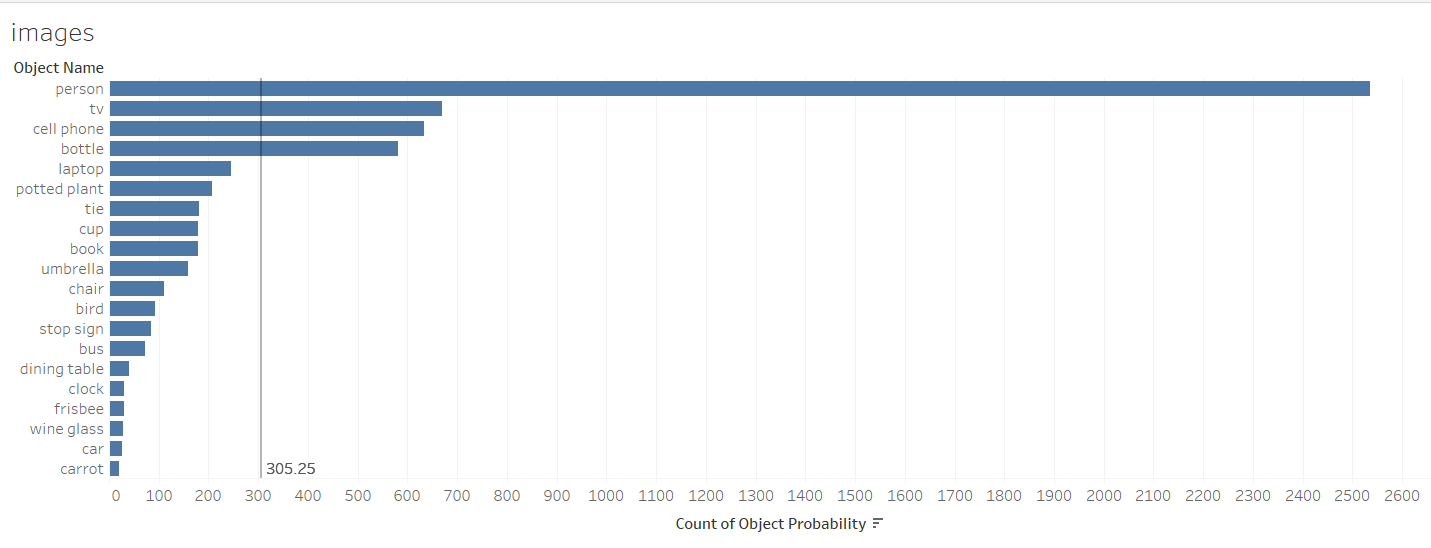 images
Object Name
person
tv
cell phone
bottle
laptop
potted plant
tie
cup
book
umbrella
chair
bird
stop sign
bus
dining table
clock
frisbee
wine glass
car
carrot
305.25
0 100 200 300 400 500 600 700 800 900 1000 1100 1200 1300 1400 1500 1600 1700 1800 1900 2000 2100 2200 2300 2400 2500 2600
Count of Object Probability